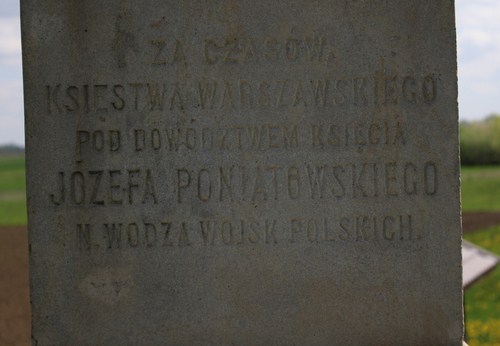 ZA CZASÓW.
KSIĘSTWA WARSZAWSKIEGO
POD DOWÓDZTWEM KSIĘCIA
JÓZEFA PONIATOWSKIEGO
N. WODZA WOJSK POLSKICH.